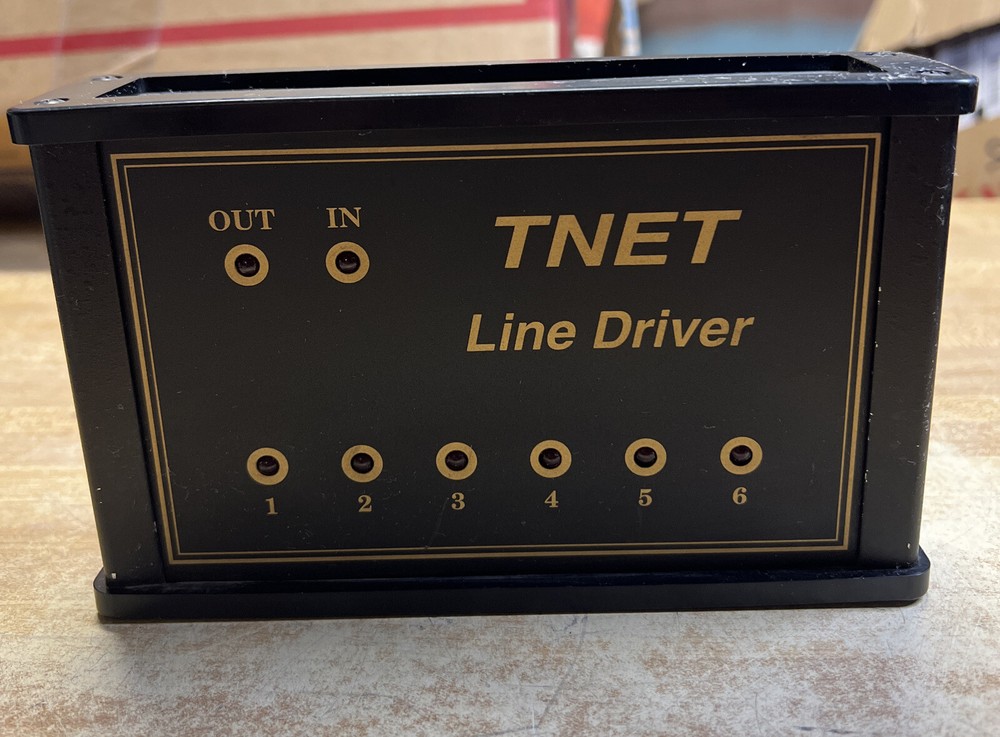 OUT IN
TNET
Line Driver
1 2 3 4 5 6